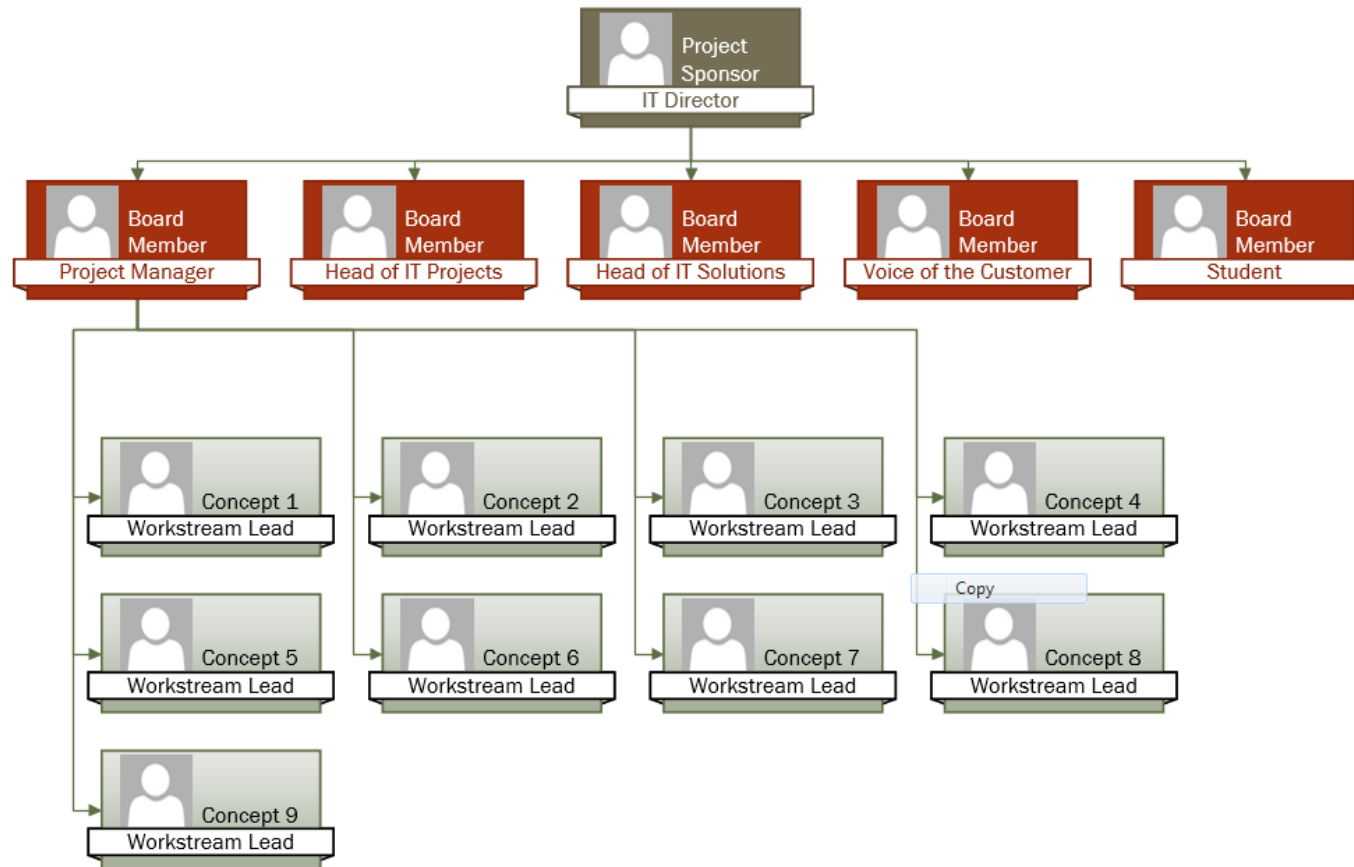 Project
Sponsor
IT Director
Board
Member
Project Manager
Board
Member
Head of IT Projects
Board
Member
Head of IT Solutions
Board
Member
Voice of the Customer
Board
Member
Student
Concept 1
Workstream Lead
Concept 2
Workstream Lead
Concept 3
Workstream Lead
Concept 4
Workstream Lead
Copy
Concept 5
Workstream Lead
Concept 6
Workstream Lead
Concept 7
Workstream Lead
Concept 8
Workstream Lead
Concept 9
Workstream Lead